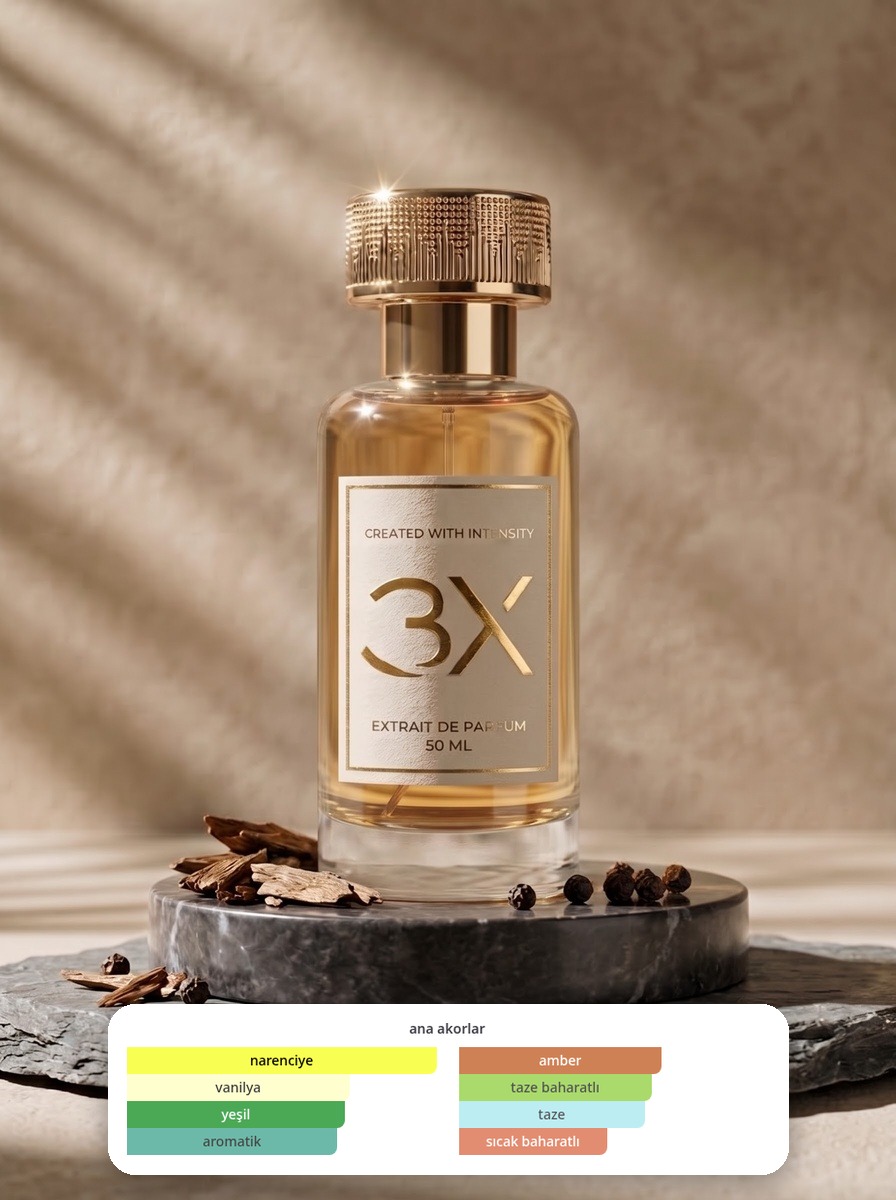 CREATED WITH INTENSITY
3X
EXTRAIT DE PARFUM
50 ML
ana akorlar
narenciye
vanilya
yeşil
aromatik
amber
taze baharatlı
taze
sıcak baharatlı